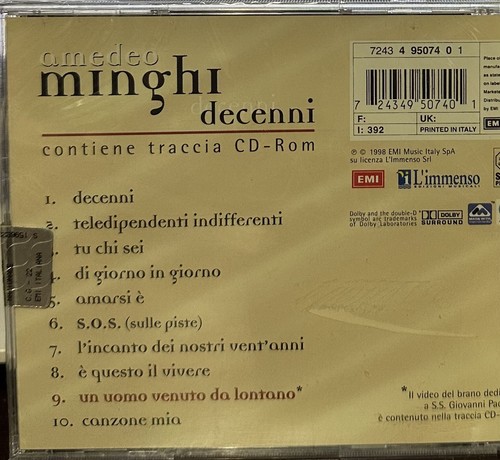 amedeo
minghi
decenni
contiene traccia CD-Rom
7243 4 95074 0 1
7 24349 50740 1
F:
UK:
I: 392
PRINTED IN ITALY
℗ © 1998 EMI Music Italy SpA
su licenza L'Immenso Srl
EMI
L'immenso
EDIZIONI MUSICALI
Dolby and the double-D
symbol are trademarks
of Dolby Laboratories
DOLBY
SURROUND
EMI
1. decenni
2. teledipendenti indifferenti
3. tu chi sei
4. di giorno in giorno
5. amarsi è
6. S.O.S. (sulle piste)
7. l'incanto dei nostri vent'anni
8. è questo il vivere
9. un uomo venuto da lontano*
10. canzone mia
*Il video del brano dedi
a S.S. Giovanni Pao
è contenuto nella traccia CD-